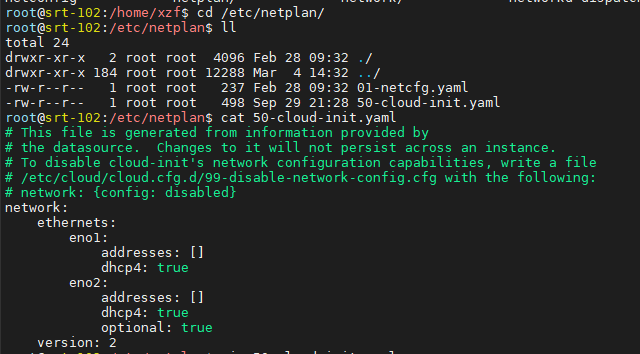 root@srt-102:/home/xzf$ cd /etc/netplan/
root@srt-102:/etc/netplan$ ll
total 24
drwxr-xr-x   2 root root  4096 Feb 28 09:32 ./
drwxr-xr-x 184 root root 12288 Mar  4 14:32 ../
-rw-r--r--   1 root root   237 Feb 28 09:32 01-netcfg.yaml
-rw-r--r--   1 root root   498 Sep 29 21:28 50-cloud-init.yaml
root@srt-102:/etc/netplan$ cat 50-cloud-init.yaml
# This file is generated from information provided by
# the datasource.  Changes to it will not persist across an instance.
# To disable cloud-init's network configuration capabilities, write a file
# /etc/cloud/cloud.cfg.d/99-disable-network-config.cfg with the following:
# network: {config: disabled}
network:
    ethernets:
        eno1:
            addresses: []
            dhcp4: true
        eno2:
            addresses: []
            dhcp4: true
            optional: true
    version: 2